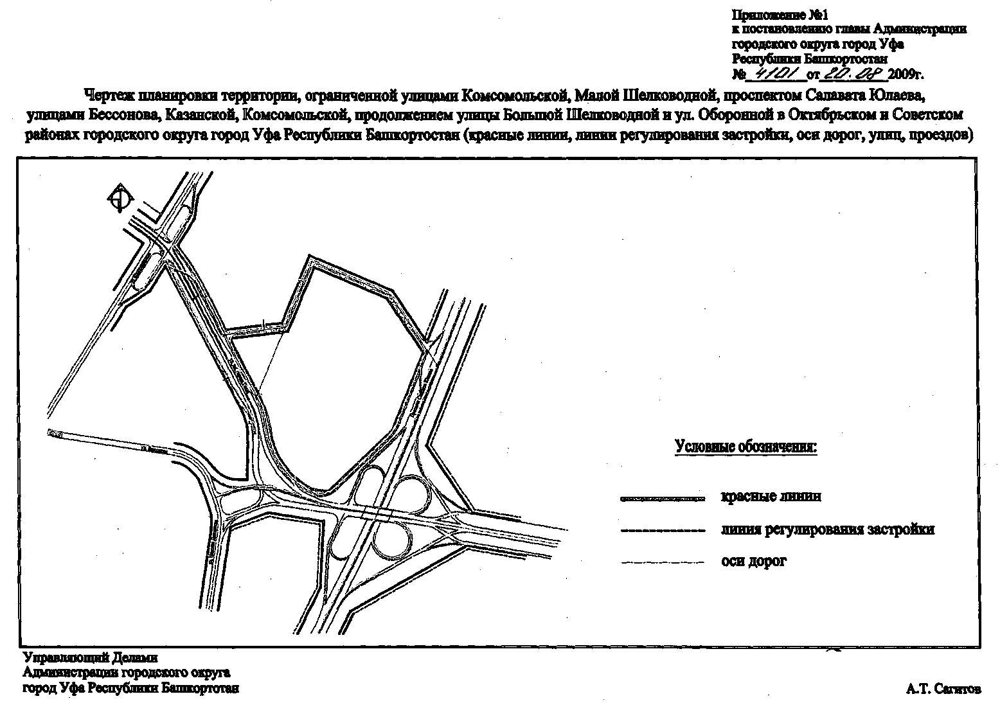 Приложение №1
к постановлению главы Администрации
городского округа город Уфа
Республики Башкортостан
№ 4101 от 20.08 2009г.
Чертеж планировки территории, ограниченной улицами Комсомольской, Малой Шелководной, проспектом Салавата Юлаева,
улицами Бессонова, Казанской, Комсомольской, продолжением улицы Большой Шелководной и ул. Оборонной в Октябрьском и Советском
районах городского округа город Уфа Республики Башкортостан (красные линии, линии регулирования застройки, оси дорог, улиц, проездов)
Условные обозначения:
красные линии
линия регулирования застройки
оси дорог
Управляющий Делами
Администрации городского округа
город Уфа Республики Башкортотан
А.Т. Сагитов